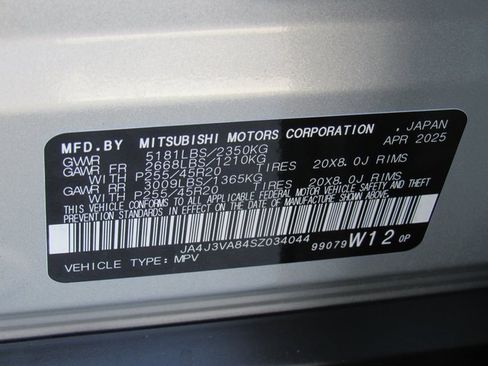 MFD.BY MITSUBISHI MOTORS CORPORATION, JAPAN
APR 2025
GVWR 5181LBS/2350KG
GAWR FR 2668LBS/1210KG
WITH P255/45R20 TIRES 20X8.0J RIMS
GAWR RR 3009LBS/1365KG
WITH P255/45R20 TIRES 20X8.0J RIMS
THIS VEHICLE CONFORMS TO ALL APPLICABLE FEDERAL MOTOR VEHICLE SAFETY AND THEFT
PREVENTION STANDARDS IN EFFECT ON THE DATE OF MANUFACTURE SHOWN ABOVE.
JA4J3VA84SZ034044
VEHICLE TYPE: MPV 99079 W12 0P